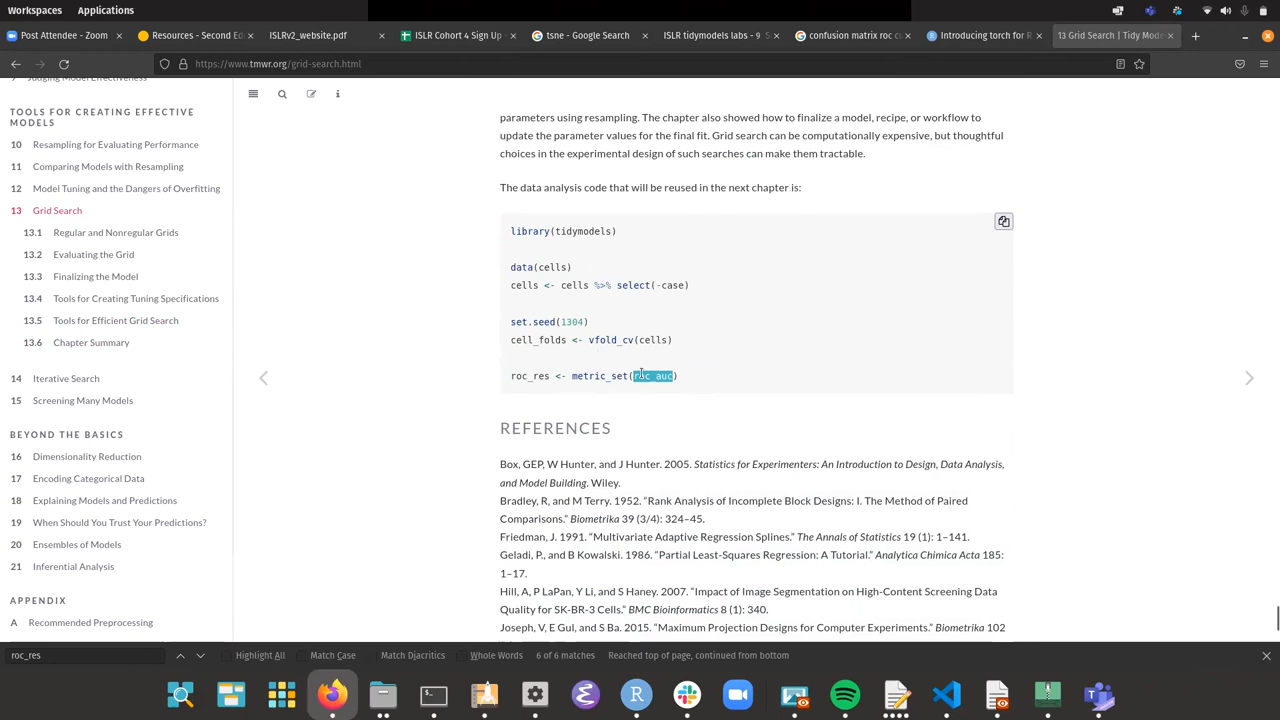 Workspaces
Applications
Post Attendee - Zoom
Resources - Second Ed
ISLRv2_website.pdf
ISLR Cohort 4 Sign Up -
tsne - Google Search
ISLR tidymodels labs - 9
confusion matrix roc cu
Introducing torch for R
13 Grid Search | Tidy Mode
https://www.tmwr.org/grid-search.html
Judging Model Effectiveness
TOOLS FOR CREATING EFFECTIVE
MODELS
10 Resampling for Evaluating Performance
11 Comparing Models with Resampling
12 Model Tuning and the Dangers of Overfitting
13 Grid Search
13.1 Regular and Nonregular Grids
13.2 Evaluating the Grid
13.3 Finalizing the Model
13.4 Tools for Creating Tuning Specifications
13.5 Tools for Efficient Grid Search
13.6 Chapter Summary
14 Iterative Search
15 Screening Many Models
BEYOND THE BASICS
16 Dimensionality Reduction
17 Encoding Categorical Data
18 Explaining Models and Predictions
19 When Should You Trust Your Predictions?
20 Ensembles of Models
21 Inferential Analysis
APPENDIX
A Recommended Preprocessing
parameters using resampling. The chapter also showed how to finalize a model, recipe, or workflow to
update the parameter values for the final fit. Grid search can be computationally expensive, but thoughtful
choices in the experimental design of such searches can make them tractable.
The data analysis code that will be reused in the next chapter is:
library(tidymodels)
data(cells)
cells <- cells %>% select(-case)
set.seed(1304)
cell_folds <- vfold_cv(cells)
roc_res <- metric_set(roc_auc)
REFERENCES
Box, GEP, W Hunter, and J Hunter. 2005. Statistics for Experimenters: An Introduction to Design, Data Analysis,
and Model Building. Wiley.
Bradley, R, and M Terry. 1952. “Rank Analysis of Incomplete Block Designs: I. The Method of Paired
Comparisons.” Biometrika 39 (3/4): 324–45.
Friedman, J. 1991. “Multivariate Adaptive Regression Splines.” The Annals of Statistics 19 (1): 1–141.
Geladi, P., and B Kowalski. 1986. “Partial Least-Squares Regression: A Tutorial.” Analytica Chimica Acta 185:
1–17.
Hill, A, P LaPan, Y Li, and S Haney. 2007. “Impact of Image Segmentation on High-Content Screening Data
Quality for SK-BR-3 Cells.” BMC Bioinformatics 8 (1): 340.
Joseph, V, E Gul, and S Ba. 2015. “Maximum Projection Designs for Computer Experiments.” Biometrika 102
roc_res
Highlight All
Match Case
Match Diacritics
Whole Words
6 of 6 matches
Reached top of page, continued from bottom